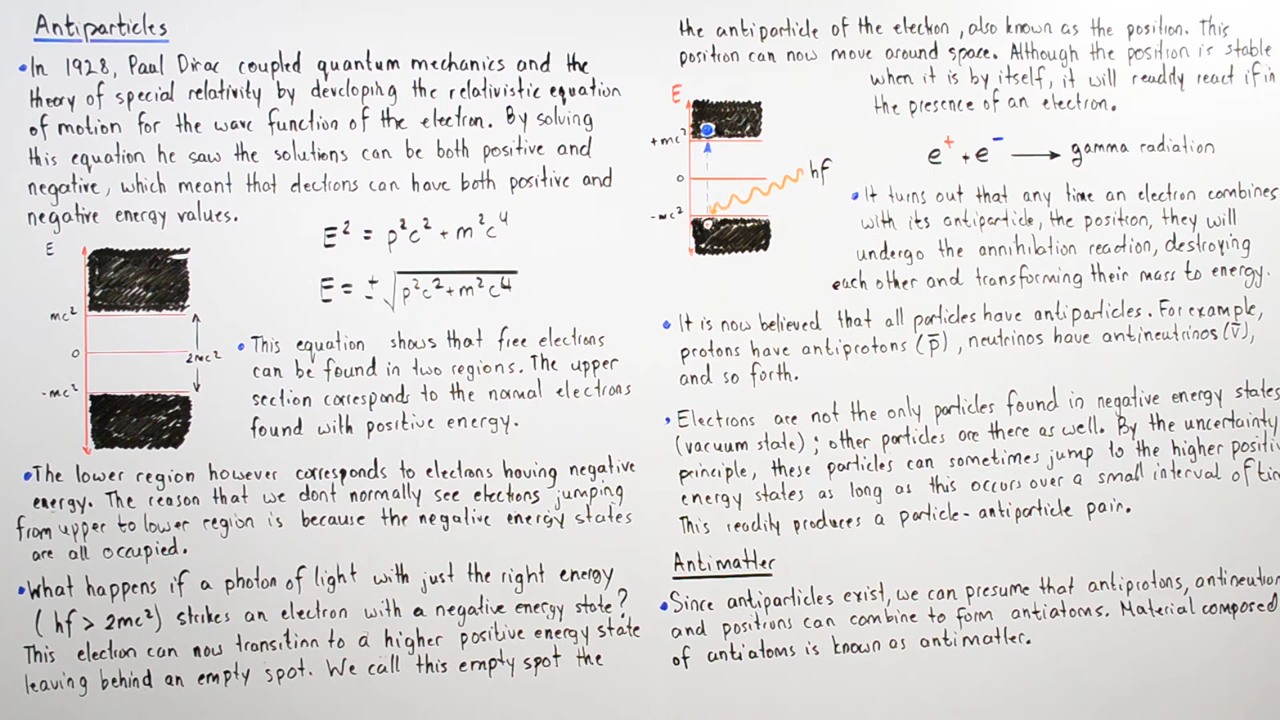 Antiparticles
•In 1928, Paul Dirac coupled quantum mechanics and the
theory of special relativity by developing the relativistic equation
of motion for the wave function of the electron. By solving
this equation he saw the solutions can be both positive and
negative, which meant that electrons can have both positive and
negative energy values.
E² = p²c² + m²c⁴
E = ± √p²c² + m²c⁴
E
mc²
0
-mc²
2mc²
• This equation shows that free electrons
can be found in two regions. The upper
section corresponds to the normal electrons
found with positive energy.
•The lower region however corresponds to electrons having negative
energy. The reason that we dont normally see elections jumping
from upper to lower region is because the negative energy states
are all occupied.
•What happens if a photon of light with just the right energy
(hf > 2mc²) strikes an electron with a negative energy state?
This electron can now transition to a higher positive energy state
leaving behind an empty spot. We call this empty spot the
the antiparticle of the electron, also known as the position. This
position can now move around space. Although the position is stable
when it is by itself, it will readily react if in
the presence of an electron.
E
+mc²
0
-mc²
hf
e⁺ + e⁻ ⟶ gamma radiation
• It turns out that any time an electron combines
with its antiparticle, the position, they will
undergo the annihilation reaction, destroying
each other and transforming their mass to energy.
• It is now believed that all particles have antiparticles. For example,
protons have antiprotons (p̄), neutrinos have antineutrinos (v̄),
and so forth.
• Electrons are not the only particles found in negative energy states
(vacuum state); other particles are there as well. By the uncertainty
principle, these particles can sometimes jump to the higher positiv
energy states as long as this occurs over a small interval of tim
This readily produces a particle-antiparticle pair.
Antimatter
• Since antiparticles exist, we can presume that antiprotons, antineutron
and positrons can combine to form antiatoms. Material composed
of antiatoms is known as antimatter.